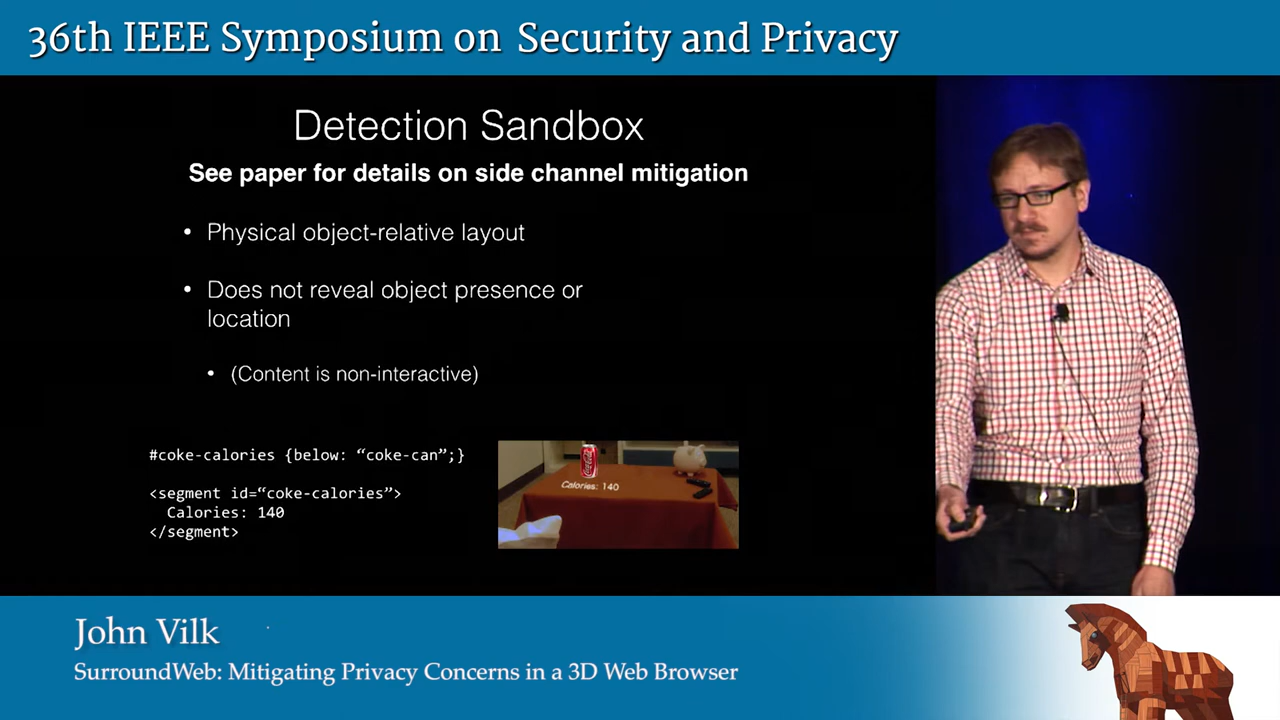 36th IEEE Symposium on Security and Privacy
Detection Sandbox
See paper for details on side channel mitigation
• Physical object-relative layout
• Does not reveal object presence or
location
• (Content is non-interactive)
#coke-calories {below: “coke-can”;}
<segment id=“coke-calories”>
Calories: 140
</segment>
Calories: 140
John Vilk
SurroundWeb: Mitigating Privacy Concerns in a 3D Web Browser